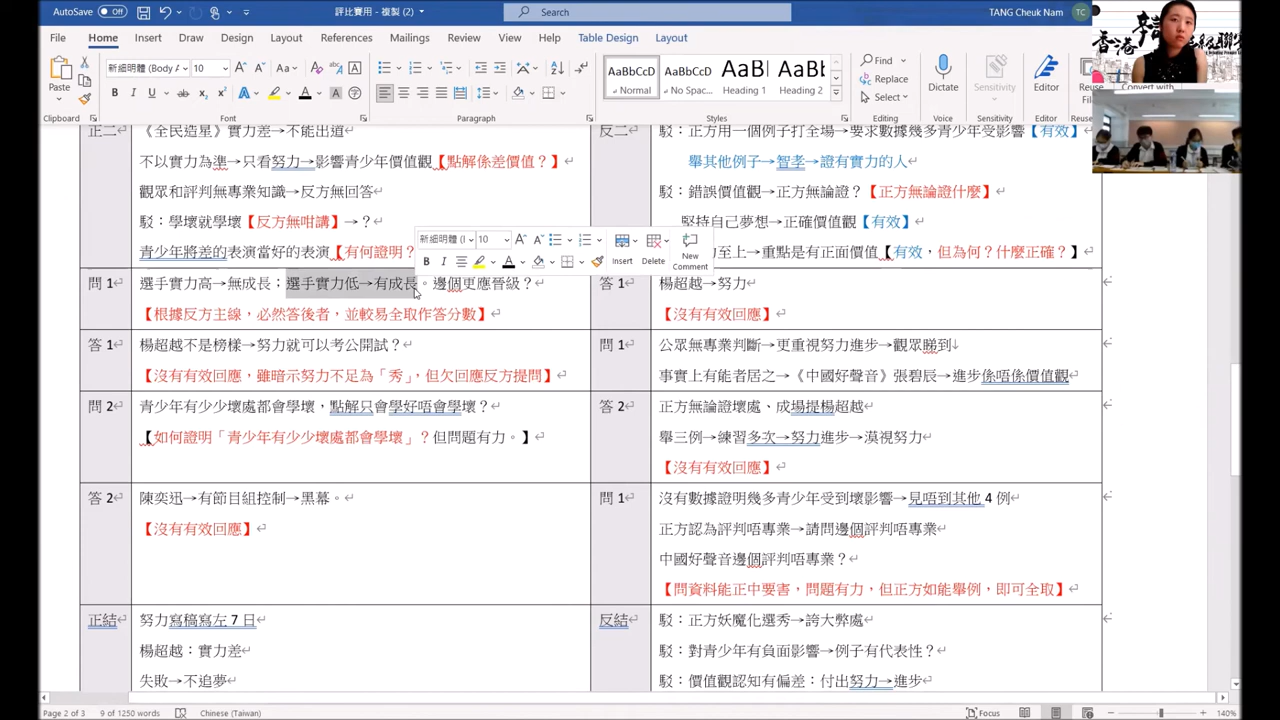 AutoSave Off 評比賽用 - 複製 (2) Search TANG Cheuk Nam TC
File Home Insert Draw Design Layout References Mailings Review View Help Table Design Layout
新細明體 (Body A 10 Aa
AaBbCcD AaBbCcD AaBl AaBbc
Paste Normal No Spac... Heading 1 Heading 2 Find Replace Select Dictate Sensitivity Editor Reuse Files Convert with
Clipboard Font Paragraph Styles Editing Voice Sensitivity Editor
正二 《全民造星》實力差→不能出道
不以實力為準→只看努力→影響青少年價值觀【點解係差價值？】
觀眾和評判無專業知識→反方無回答
駁：學壞就學壞【反方無咁講】→？
青少年將差的表演當好的表演【有何證明？
反二 駁：正方用一個例子打全場→要求數據幾多青少年受影響【有效】
舉其他例子→智孝→證有實力的人
駁：錯誤價值觀→正方無論證？【正方無論證什麼】
堅持自己夢想→正確價值觀【有效】
力至上→重點是有正面價值【有效，但為何？什麼正確？】
新細明體 ( 10
B I A Insert Delete New Comment
問 1 選手實力高→無成長；選手實力低→有成長。邊個更應晉級？
【根據反方主線，必然答後者，並較易全取作答分數】
答 1 楊超越→努力
【沒有有效回應】
答 1 楊超越不是榜樣→努力就可以考公開試？
【沒有有效回應，雖暗示努力不足為「秀」，但欠回應反方提問】
問 1 公眾無專業判斷→更重視努力進步→觀眾睇到
事實上有能者居之→《中國好聲音》張碧辰→進步係唔係價值觀
問 2 青少年有少少壞處都會學壞，點解只會學好唔會學壞？
【如何證明「青少年有少少壞處都會學壞」？但問題有力。】
答 2 正方無論證壞處、成場提楊超越
舉三例→練習多次→努力進步→漠視努力
【沒有有效回應】
答 2 陳奕迅→有節目組控制→黑幕。
【沒有有效回應】
問 1 沒有數據證明幾多青少年受到壞影響→見唔到其他 4 例
正方認為評判唔專業→請問邊個評判唔專業
中國好聲音邊個評判唔專業？
【問資料能正中要害，問題有力，但正方如能舉例，即可全取】
正結 努力寫稿寫左 7 日
楊超越：實力差
失敗→不追夢
反結 駁：正方妖魔化選秀→誇大弊處
駁：對青少年有負面影響→例子有代表性？
駁：價值觀認知有偏差：付出努力→進步
Page 2 of 3 9 of 1250 words Chinese (Taiwan) Focus 140%